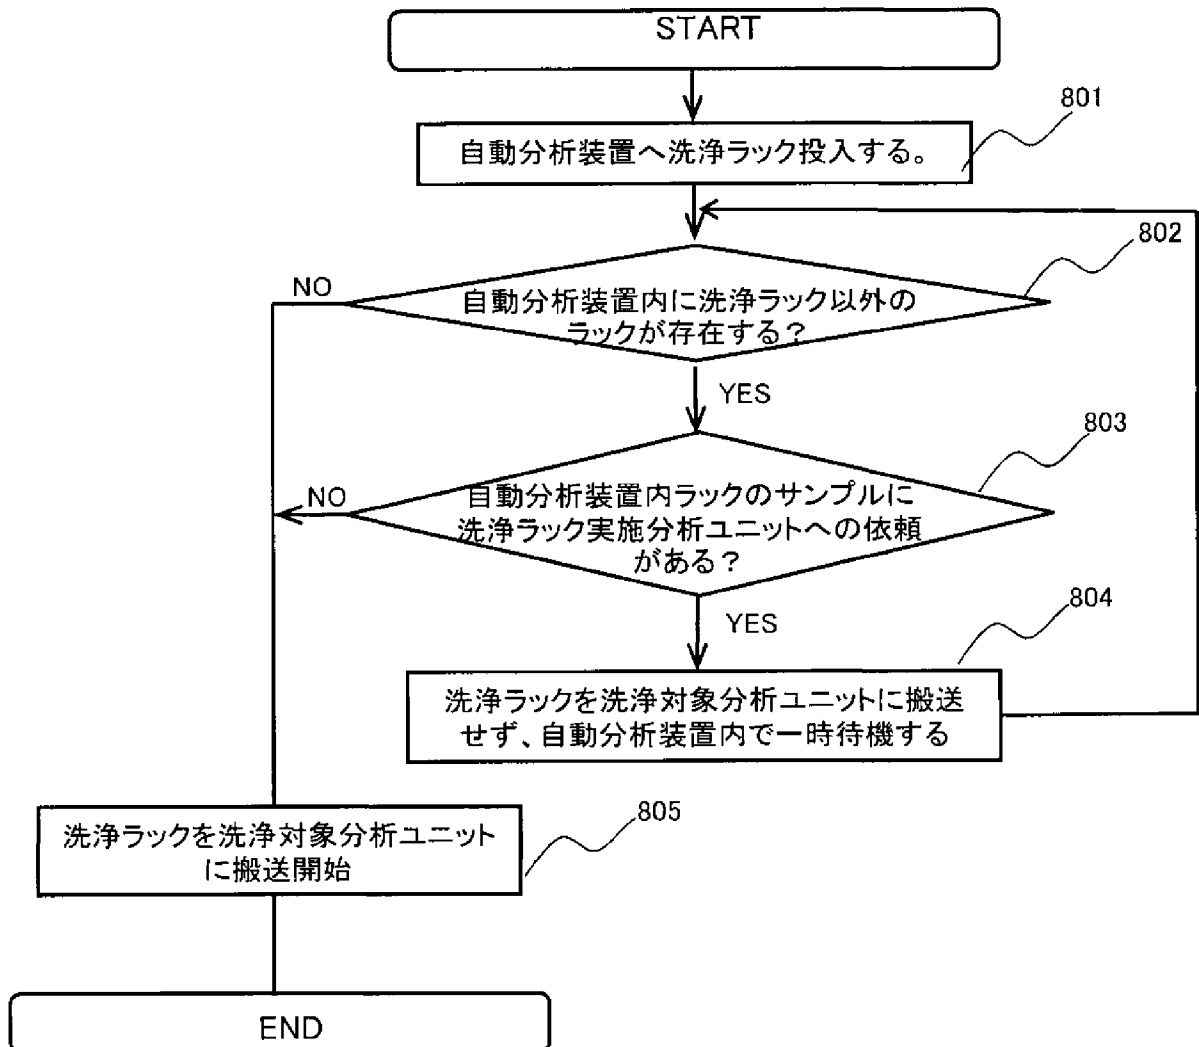 START
801
自動分析装置へ洗浄ラック投入する。
802
NO
自動分析装置内に洗浄ラック以外の
ラックが存在する？
YES
803
NO
自動分析装置内ラックのサンプルに
洗浄ラック実施分析ユニットへの依頼
がある？
YES
804
洗浄ラックを洗浄対象分析ユニットに搬送
せず、自動分析装置内で一時待機する
805
洗浄ラックを洗浄対象分析ユニット
に搬送開始
END